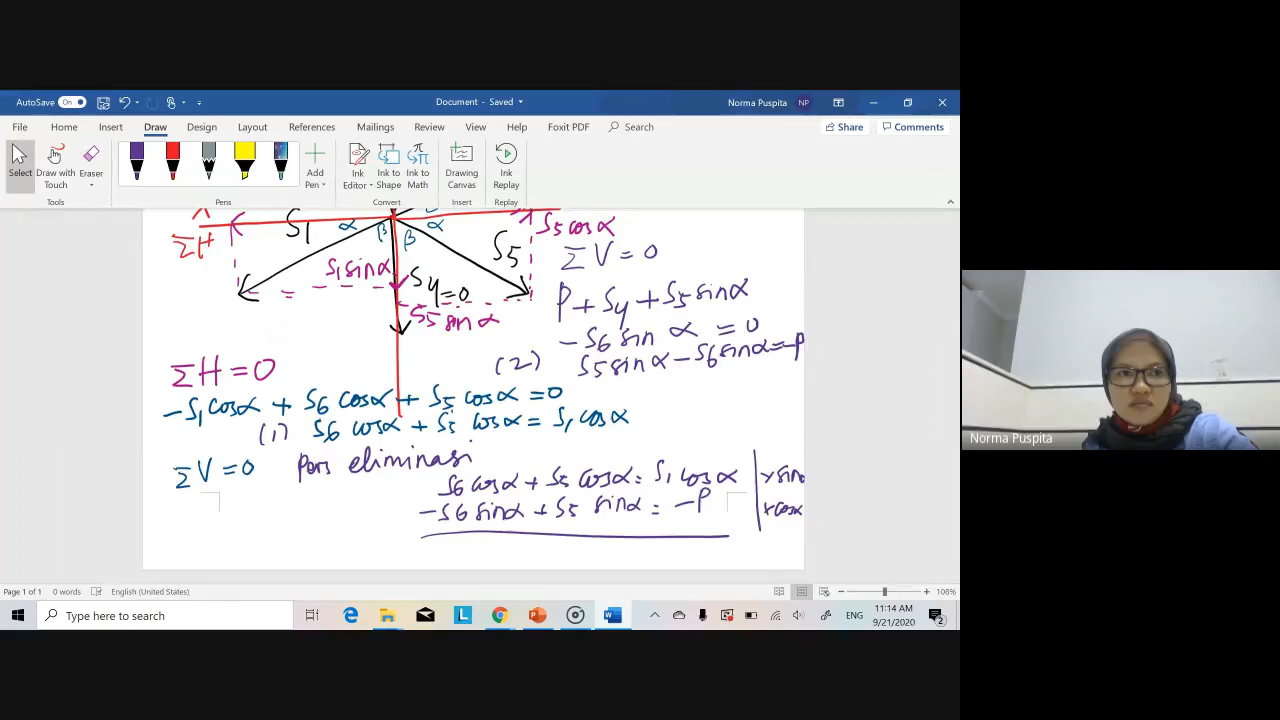 AutoSave On
Document - Saved
Norma Puspita NP
File Home Insert Draw Design Layout References Mailings Review View Help Foxit PDF Search
Share Comments
Select
Draw with Touch
Eraser
Add Pen
Ink Editor
Ink to Shape
Ink to Math
Drawing Canvas
Ink Replay
Tools
Pens
Convert
Insert
Replay
ΣH
S1
α
α
β
β
S5 cos α
S5
S1 sin α
S4=0
S5 sin α
ΣV = 0
P + S4 + S5 sin α
- S6 sin α = 0
(2) S5 sin α - S6 sin α = -P
ΣH = 0
-S1 cos α + S6 cos α + S5 cos α = 0
(1) S6 cos α + S5 cos α = S1 cos α
ΣV = 0
Pers eliminasi
S6 cos α + S5 cos α = S1 cos α | x sin α
-S6 sin α + S5 sin α = -P | x cos α
Norma Puspita
Page 1 of 1 0 words English (United States)
108%
Type here to search
ENG
11:14 AM
9/21/2020
2